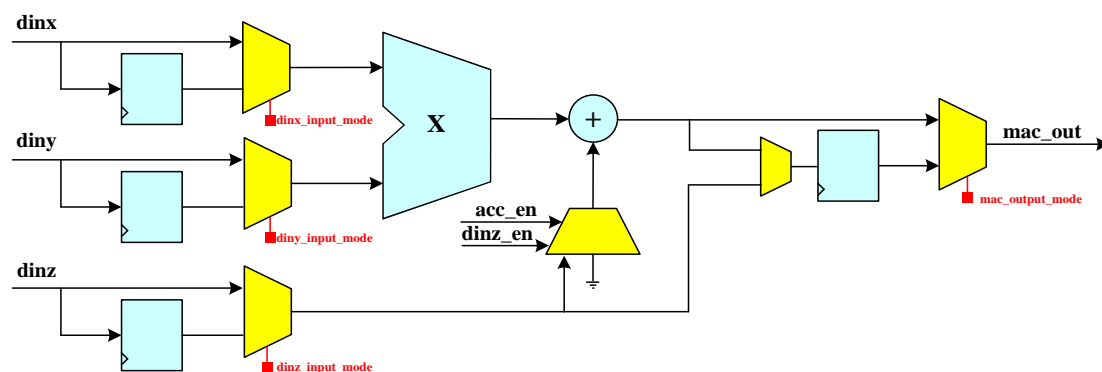 dinx
dinx_input_mode
X
+
mac_out
diny
diny_input_mode
mac_output_mode
acc_en
dinz_en
dinz
dinz_input_mode